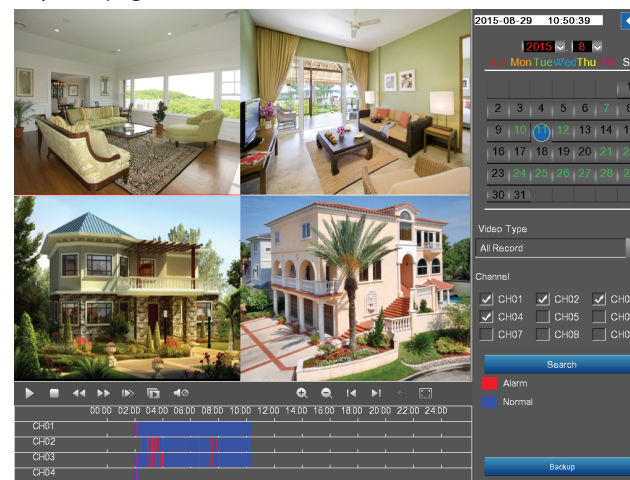 2015-08-29 10:50:39
2015 8
Sun Mon Tue Wed Thu Fri S
1
2 3 4 5 6 7 8
9 10 11 12 13 14 1
16 17 18 19 20 21 2
23 24 25 26 27 28 2
30 31
Video Type
All Record
Channel
CH01 CH02 CH0
CH04 CH05 CH0
CH07 CH08 CH0
Search
Alarm
Normal
00:00 02:00 04:00 06:00 08:00 10:00 12:00 14:00 16:00 18:00 20:00 22:00 24:00
CH01
CH02
CH03
CH04
Backup